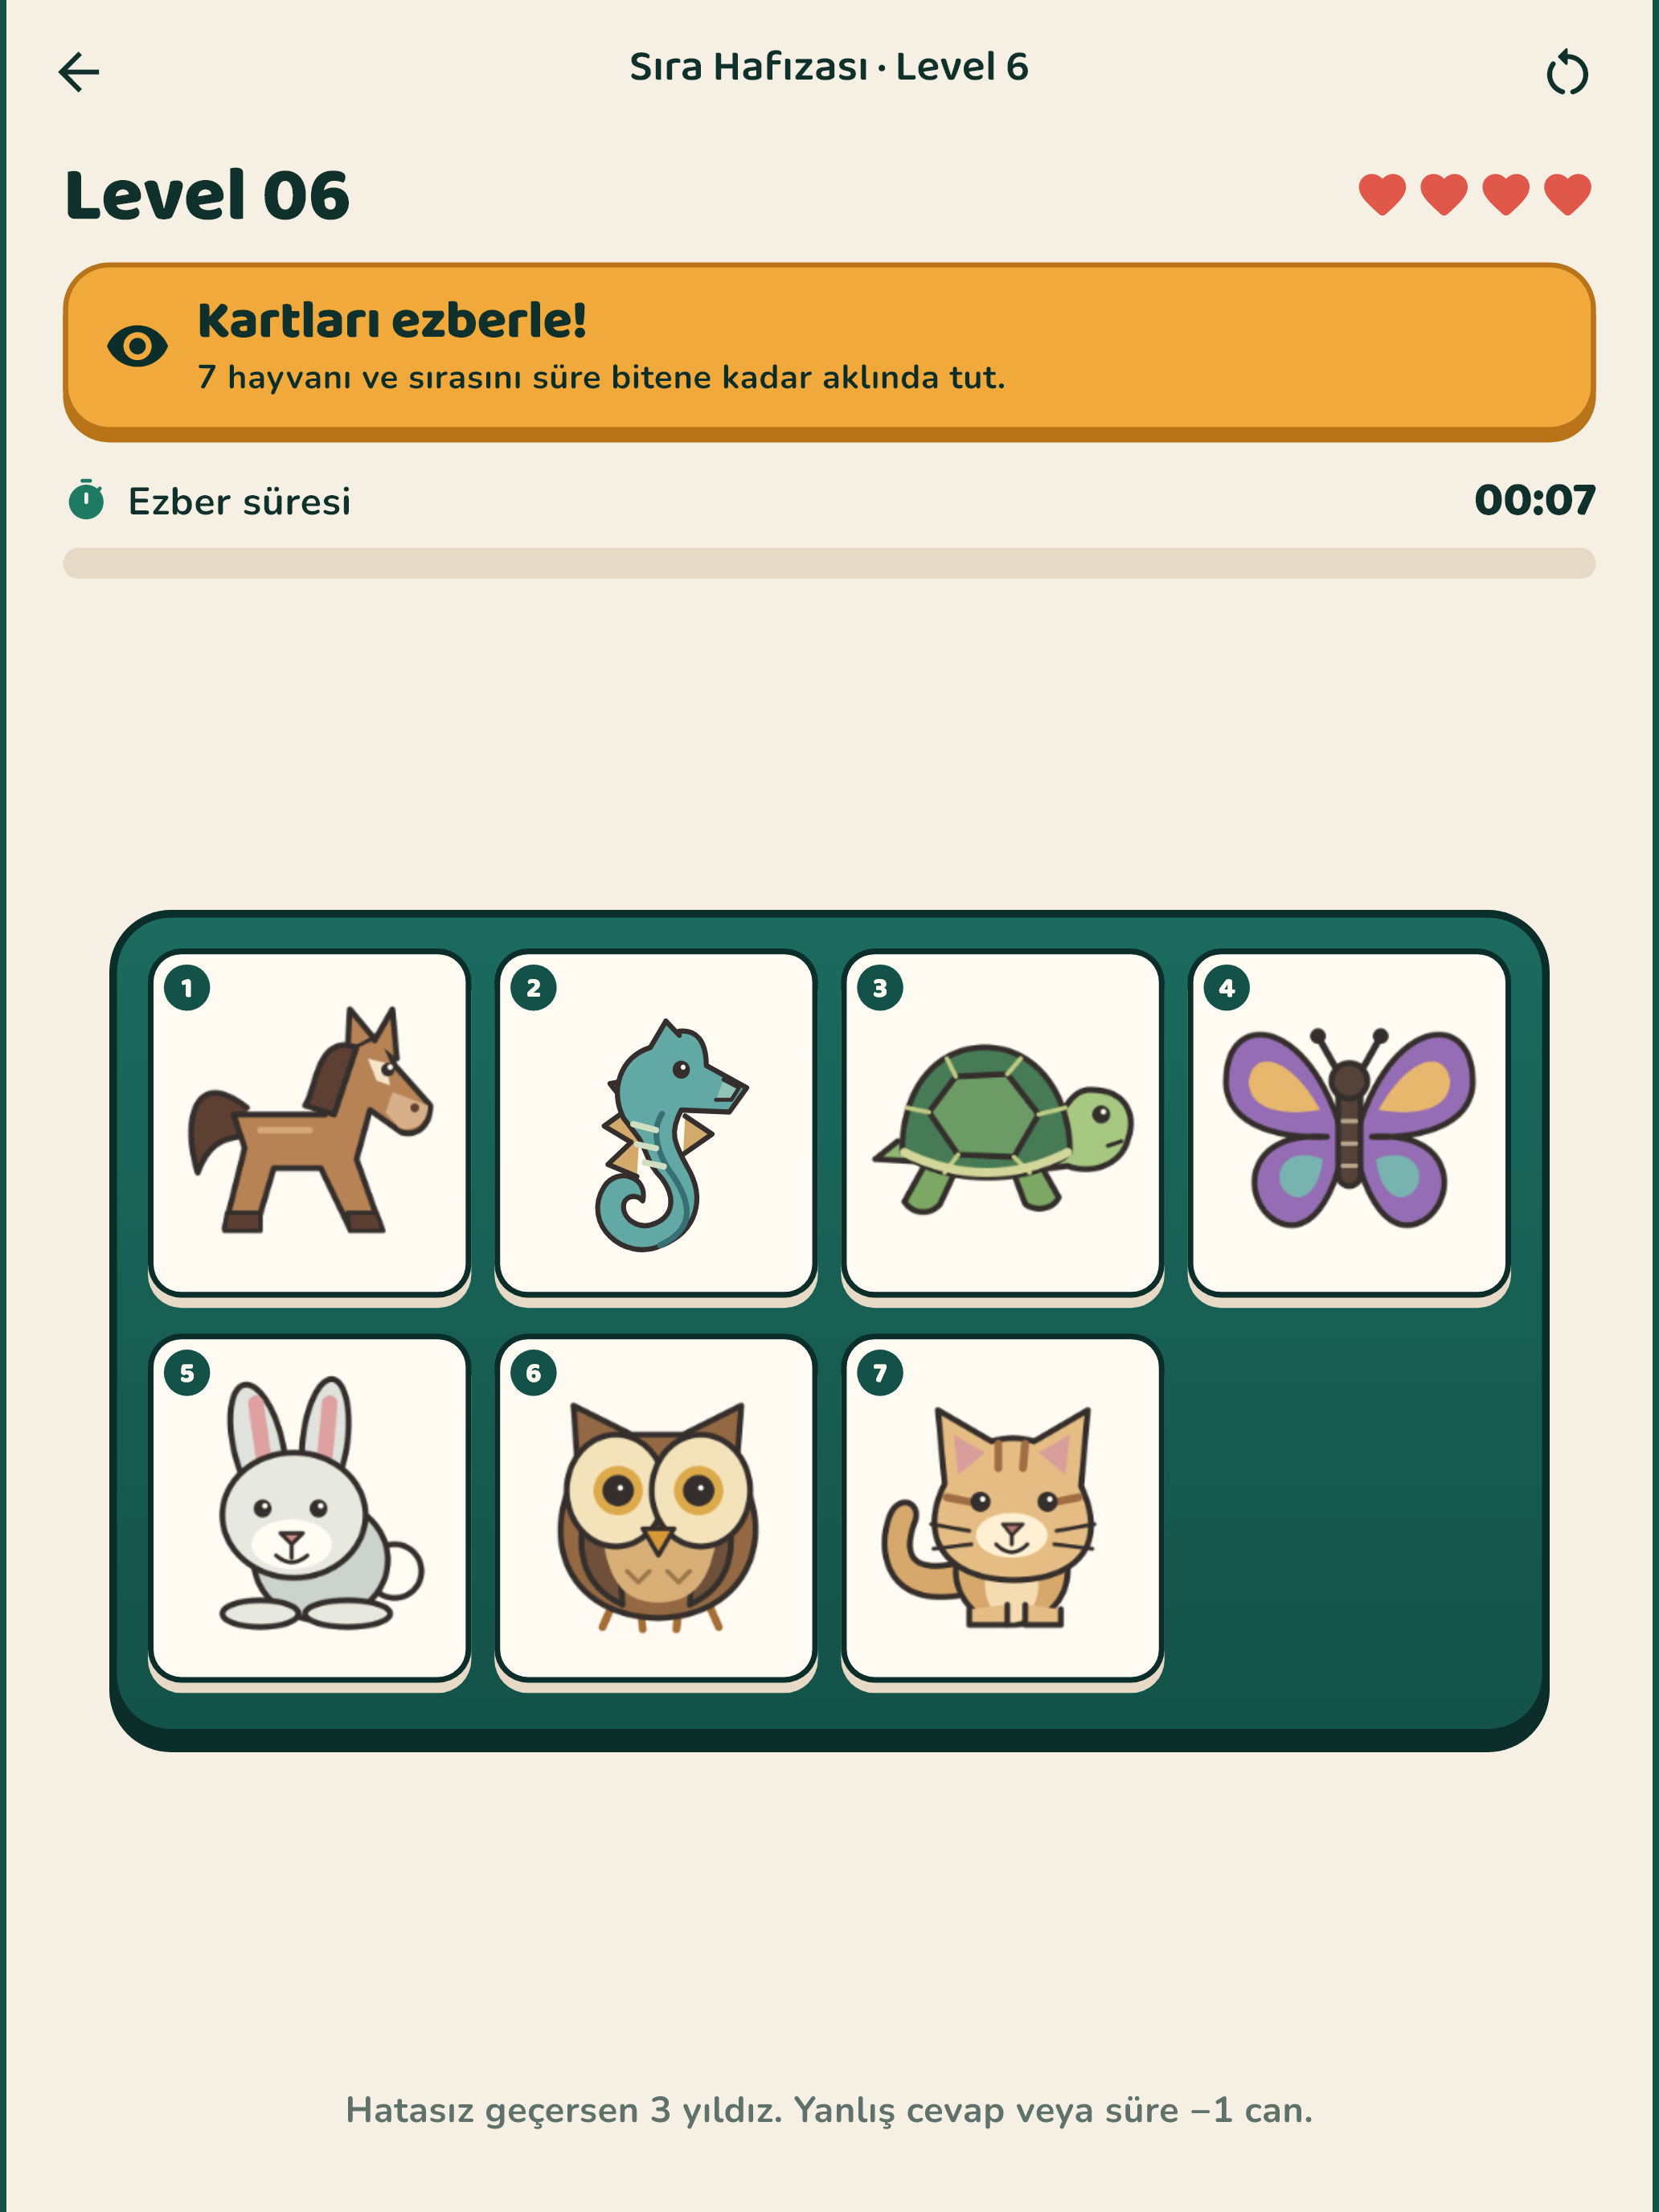 Sıra Hafızası · Level 6
Level 06
Kartları ezberle!
7 hayvanı ve sırasını süre bitene kadar aklında tut.
Ezber süresi
00:07
1
2
3
4
5
6
7
Hatasız geçersen 3 yıldız. Yanlış cevap veya süre −1 can.